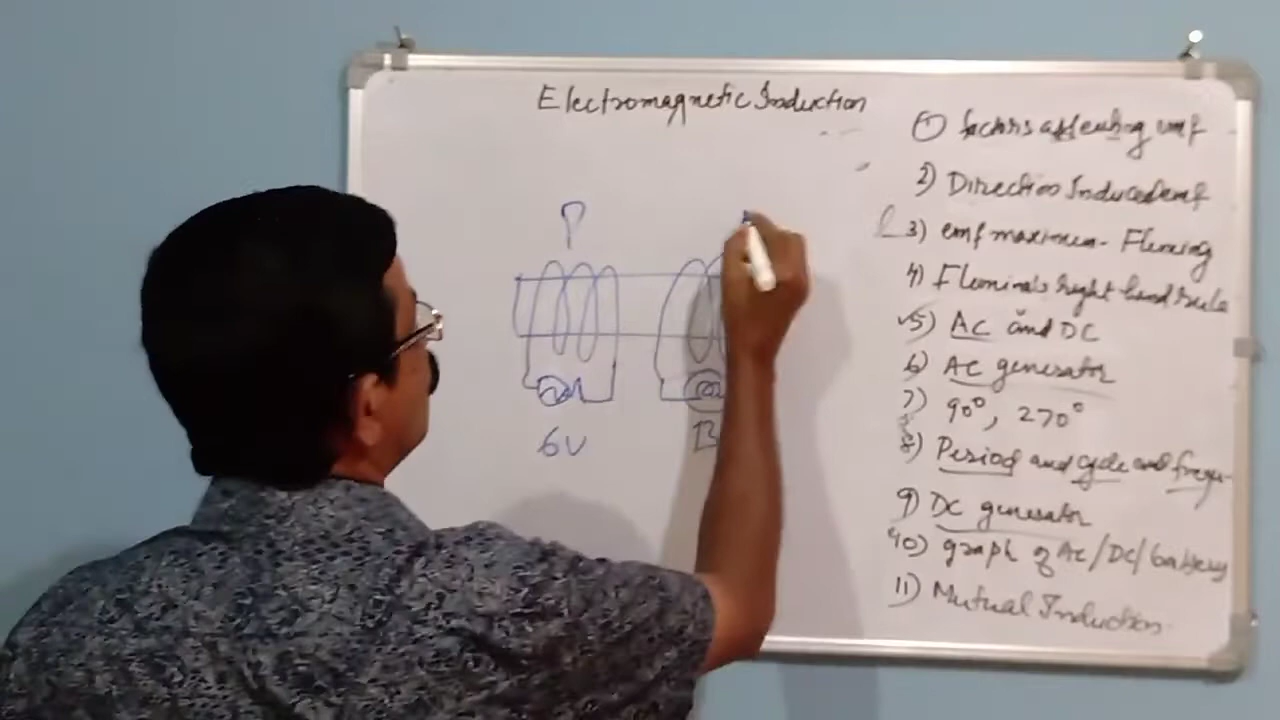 Electromagnetic Induction
P
6V
12
1) factors affecting emf
2) Direction Induced emf
3) emf maximum - Fleming
4) Fleming's right hand rule
5) AC and DC
6) AC generator
7) 90°, 270°
8) Period and cycle and frequ-
9) DC generator
10) graph of AC/DC/battery
11) Mutual Induction